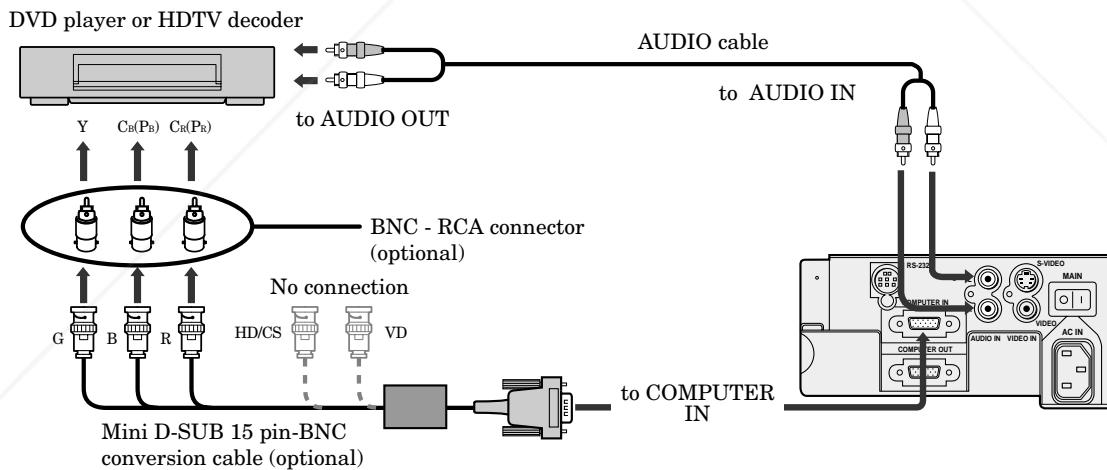 DVD player or HDTV decoder
AUDIO cable
to AUDIO IN
to AUDIO OUT
Y
CB(PB)
CR(PR)
BNC - RCA connector
(optional)
No connection
G
B
R
HD/CS
VD
Mini D-SUB 15 pin-BNC
conversion cable (optional)
to COMPUTER
IN
RS-232
S-VIDEO
MAIN
COMPUTER IN
VIDEO
COMPUTER OUT
AUDIO IN
VIDEO IN
AC IN